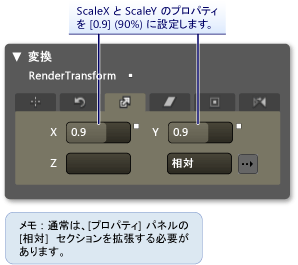 ScaleX と ScaleY のプロパティ
を [0.9] (90%) に設定します。
▼ 変換
RenderTransform
X 0.9 Y 0.9
Z 相対
メモ : 通常は、[プロパティ] パネルの
[相対] セクションを拡張する必要が
あります。